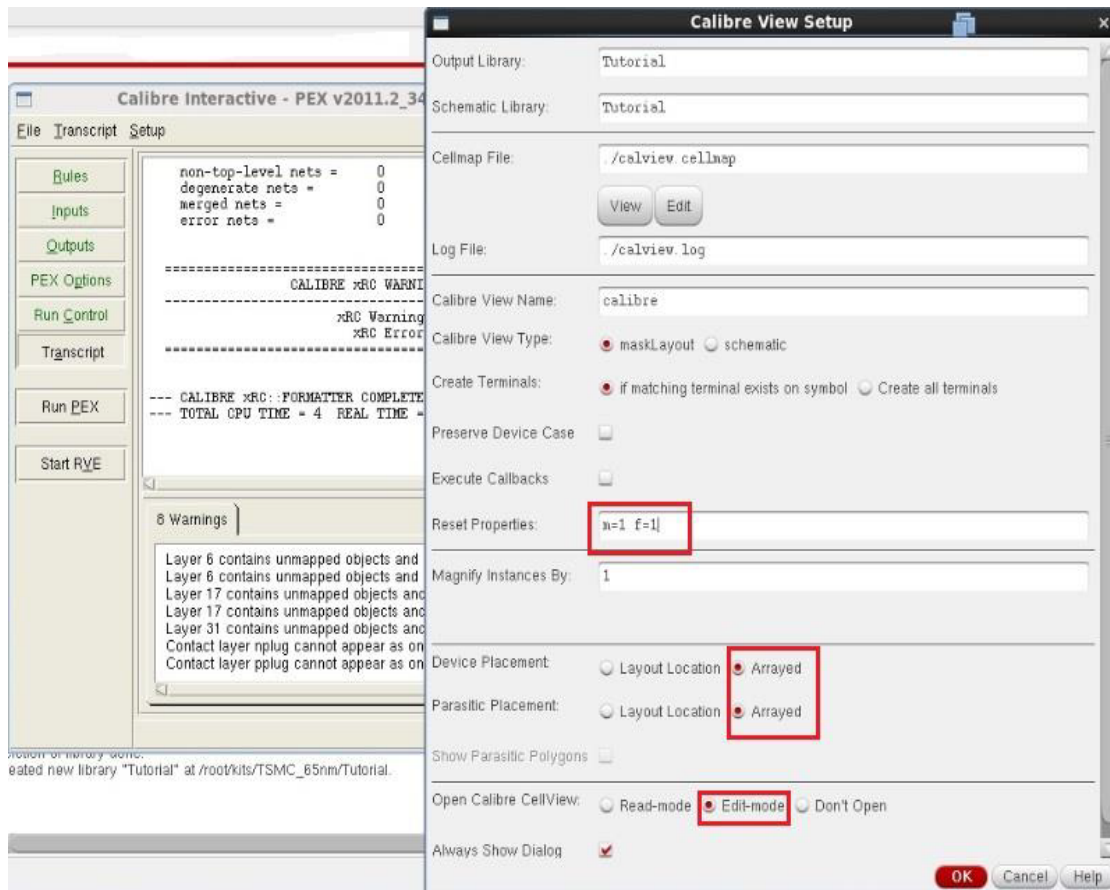 Calibre Interactive - PEX v2011.2_34
File Transcript Setup
Rules
Inputs
Outputs
PEX Options
Run Control
Transcript
Run PEX
Start RVE
non-top-level nets = 0
degenerate nets = 0
merged nets = 0
error nets = 0
CALIBRE xRC WARNI
xRC Warning
xRC Error
--- CALIBRE xRC::FORMATTER COMPLETE
--- TOTAL CPU TIME = 4 REAL TIME =
8 Warnings
Layer 6 contains unmapped objects and
Layer 6 contains unmapped objects and
Layer 17 contains unmapped objects and
Layer 17 contains unmapped objects and
Layer 31 contains unmapped objects and
Contact layer nplug cannot appear as on
Contact layer pplug cannot appear as on
of library done.
eated new library "Tutorial" at /root/kits/TSMC_65nm/Tutorial.
Calibre View Setup
Output Library: Tutorial
Schematic Library: Tutorial
Cellmap File: ./calview.cellmap
View Edit
Log File: ./calview.log
Calibre View Name: calibre
Calibre View Type: maskLayout schematic
Create Terminals: if matching terminal exists on symbol Create all terminals
Preserve Device Case
Execute Callbacks
Reset Properties: m=1 f=1
Magnify Instances By: 1
Device Placement: Layout Location Arrayed
Parasitic Placement: Layout Location Arrayed
Show Parasitic Polygons
Open Calibre CellView: Read-mode Edit-mode Don't Open
Always Show Dialog
OK Cancel Help